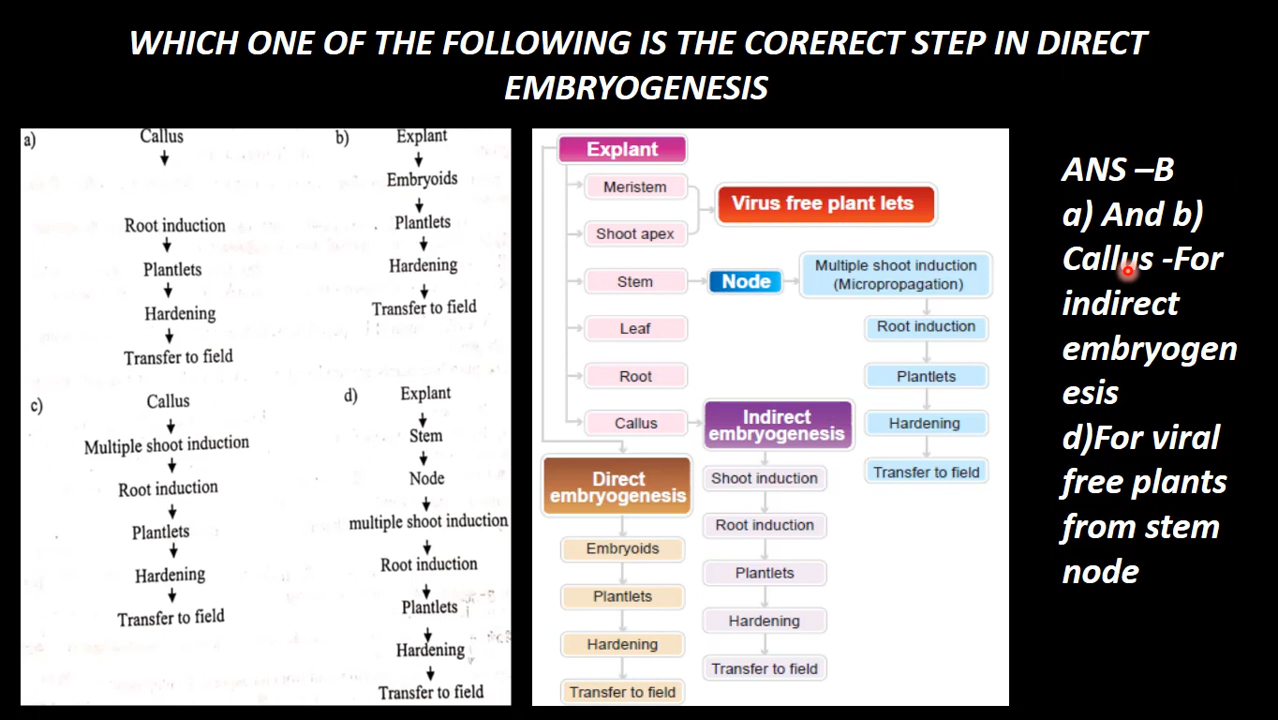 WHICH ONE OF THE FOLLOWING IS THE CORERECT STEP IN DIRECT
EMBRYOGENESIS
a)
Callus
Root induction
Plantlets
Hardening
Transfer to field
b)
Explant
Embryoids
Plantlets
Hardening
Transfer to field
c)
Callus
Multiple shoot induction
Root induction
Plantlets
Hardening
Transfer to field
d)
Explant
Stem
Node
multiple shoot induction
Root induction
Plantlets
Hardening
Transfer to field
Explant
Meristem
Shoot apex
Virus free plant lets
Stem
Node
Multiple shoot induction
(Micropropagation)
Root induction
Plantlets
Hardening
Transfer to field
Leaf
Root
Callus
Indirect
embryogenesis
Shoot induction
Root induction
Plantlets
Hardening
Transfer to field
Direct
embryogenesis
Embryoids
Plantlets
Hardening
Transfer to field
ANS –B
a) And b)
Callus -For
indirect
embryogen
esis
d)For viral
free plants
from stem
node